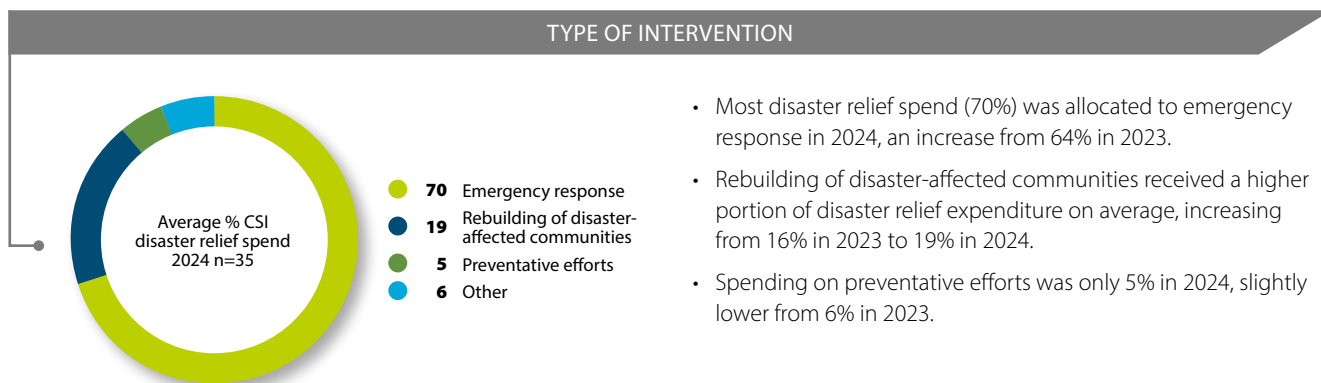 TYPE OF INTERVENTION
Average % CSI
disaster relief spend
2024 n=35
70 Emergency response
19 Rebuilding of disaster-
affected communities
5 Preventative efforts
6 Other
• Most disaster relief spend (70%) was allocated to emergency
response in 2024, an increase from 64% in 2023.
• Rebuilding of disaster-affected communities received a higher
portion of disaster relief expenditure on average, increasing
from 16% in 2023 to 19% in 2024.
• Spending on preventative efforts was only 5% in 2024, slightly
lower from 6% in 2023.